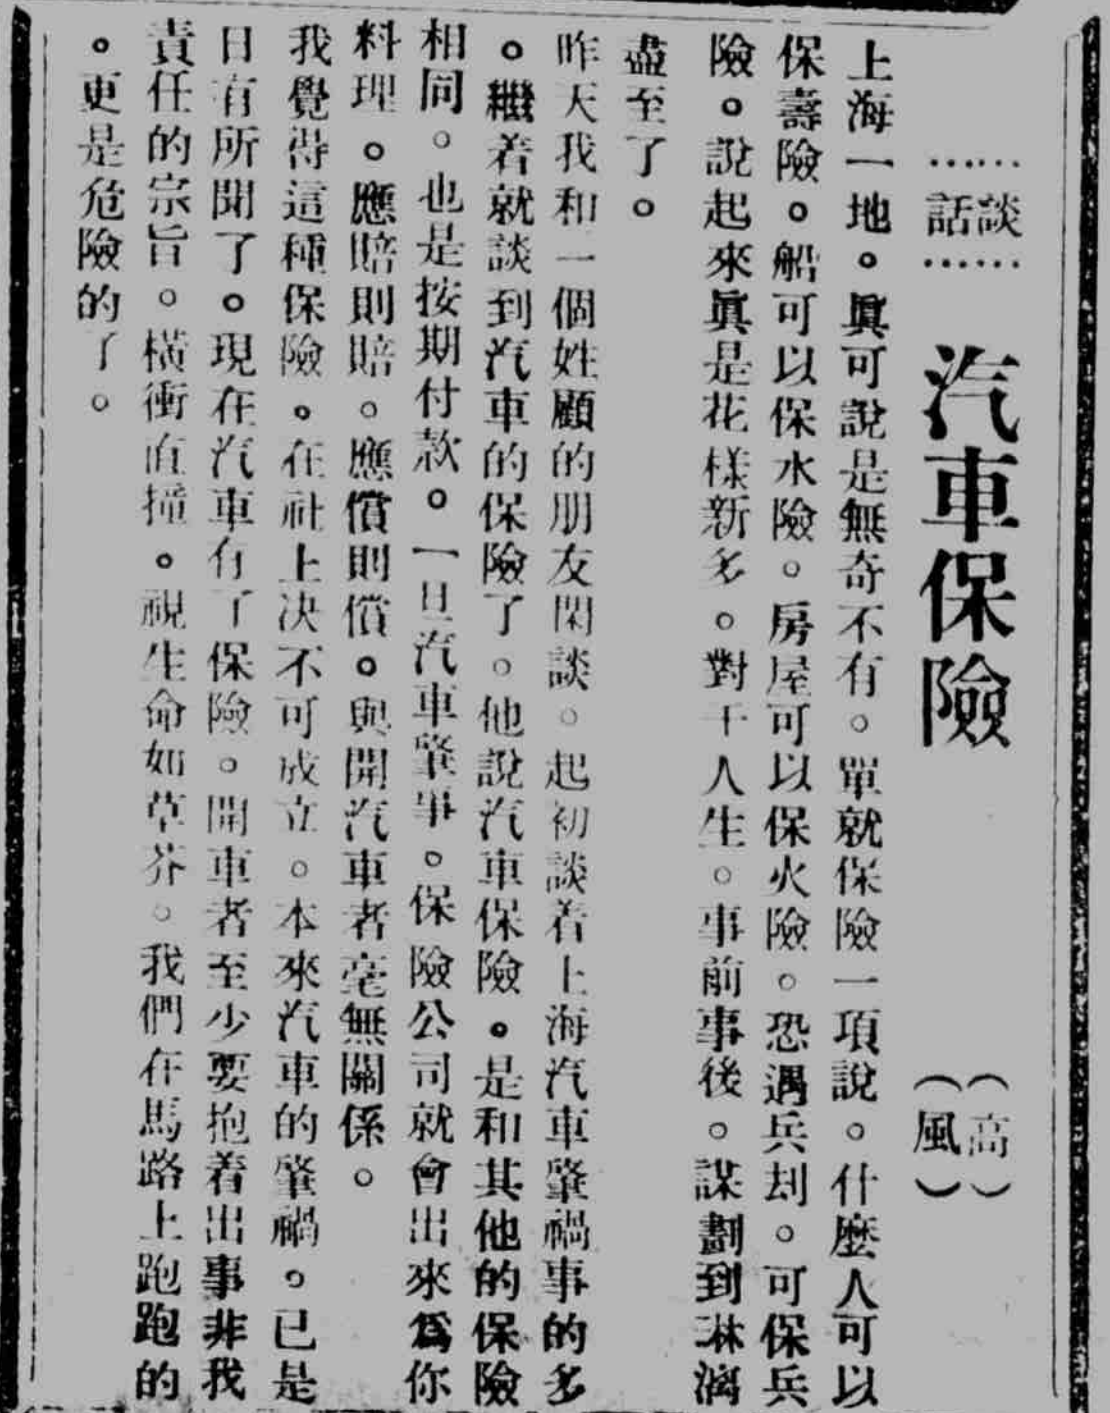 ……談話……
汽車保險
（高）（風）
上海一地。眞可說是無奇不有。單就保險一項說。什麼人可以
保壽險。船可以保水險。房屋可以保火險。恐遇兵刦。可保兵
險。說起來眞是花樣新多。對于人生。事前事後。謀劃到淋漓
盡至了。
昨天我和一個姓顧的朋友閑談。起初談着上海汽車肇禍事的多
。繼着就談到汽車的保險了。他說汽車保險。是和其他的保險
相同。也是按期付款。一旦汽車肇事。保險公司就會出來爲你
料理。應賠則賠。應償則償。與開汽車者毫無關係。
我覺得這種保險。在社上决不可成立。本來汽車的肇禍。已是
日有所聞了。現在汽車有了保險。開車者至少要抱着出事非我
責任的宗旨。橫衝直撞。視生命如草芥。我們在馬路上跑跑的
。更是危險的了。